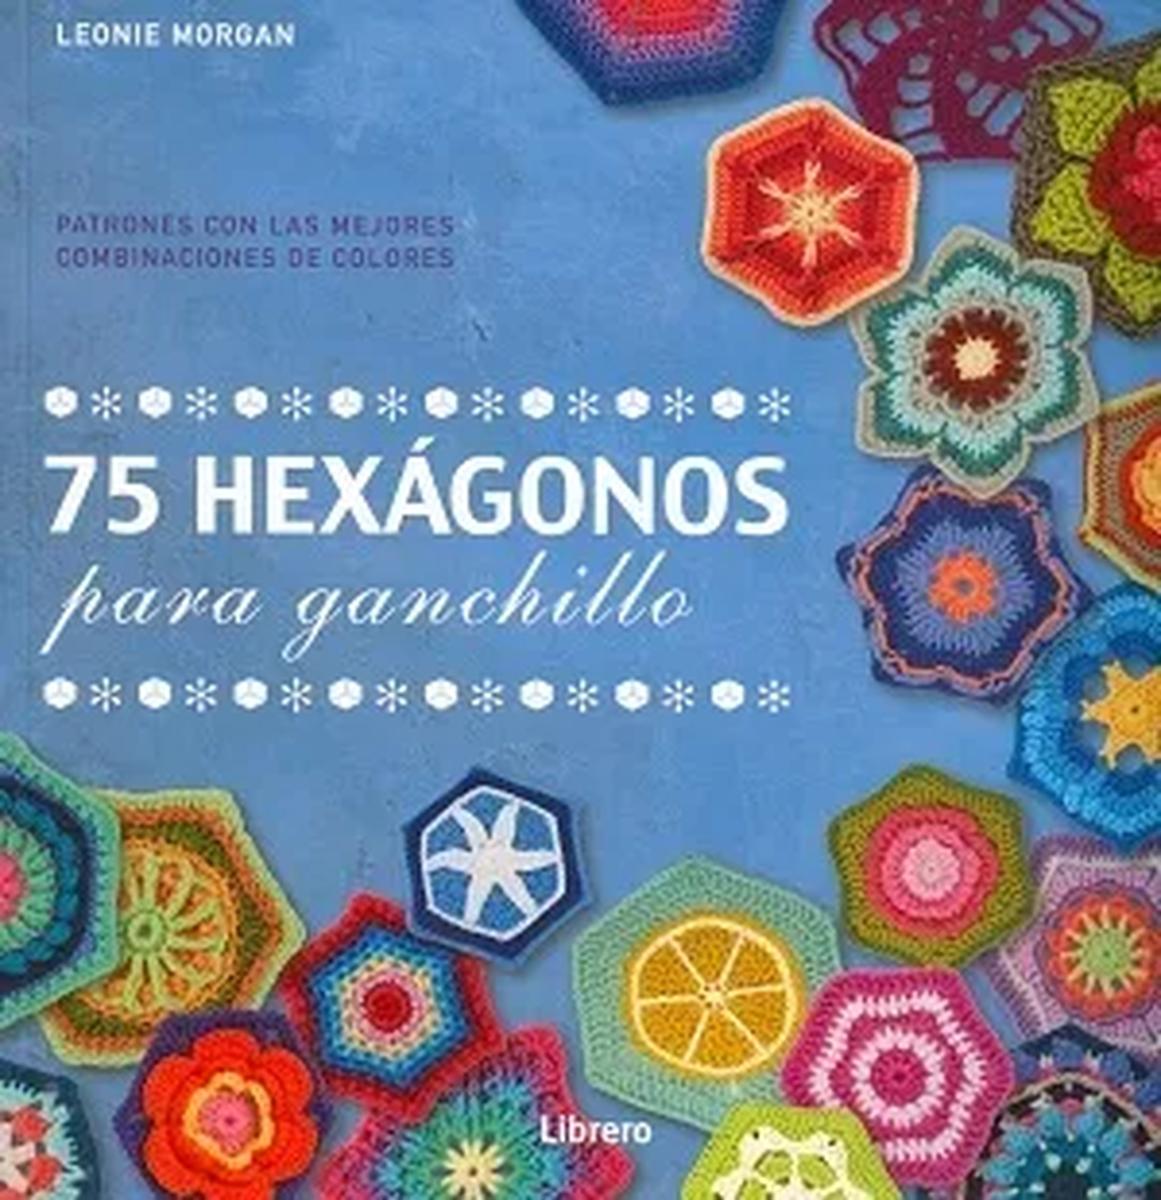 LEONIE MORGAN
PATRONES CON LAS MEJORES
COMBINACIONES DE COLORES
75 HEXÁGONOS
para ganchillo
Librero